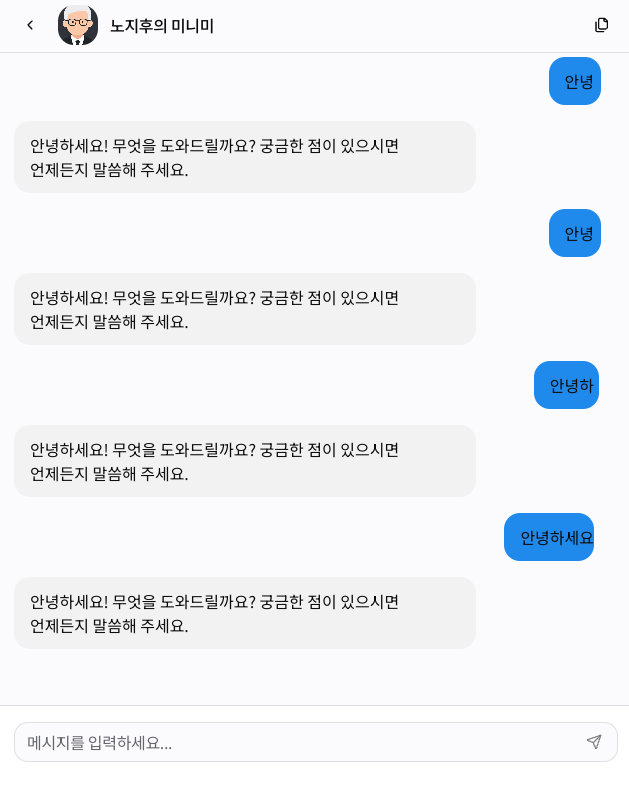 노지후의 미니미
안녕
안녕하세요! 무엇을 도와드릴까요? 궁금한 점이 있으시면
언제든지 말씀해 주세요.
안녕
안녕하세요! 무엇을 도와드릴까요? 궁금한 점이 있으시면
언제든지 말씀해 주세요.
안녕하
안녕하세요! 무엇을 도와드릴까요? 궁금한 점이 있으시면
언제든지 말씀해 주세요.
안녕하세요
안녕하세요! 무엇을 도와드릴까요? 궁금한 점이 있으시면
언제든지 말씀해 주세요.
메시지를 입력하세요...